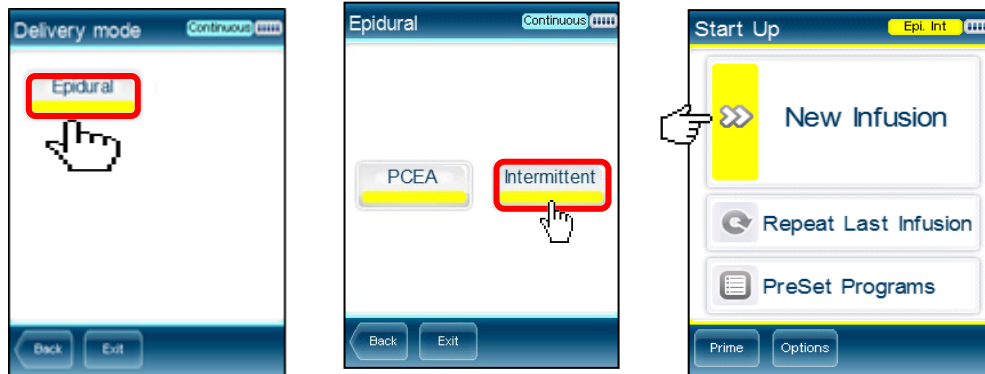 Delivery mode Continuous
Epidural
Back Exit
Epidural Continuous
PCEA Intermittent
Back Exit
Start Up Epi. Int
New Infusion
Repeat Last Infusion
PreSet Programs
Prime Options